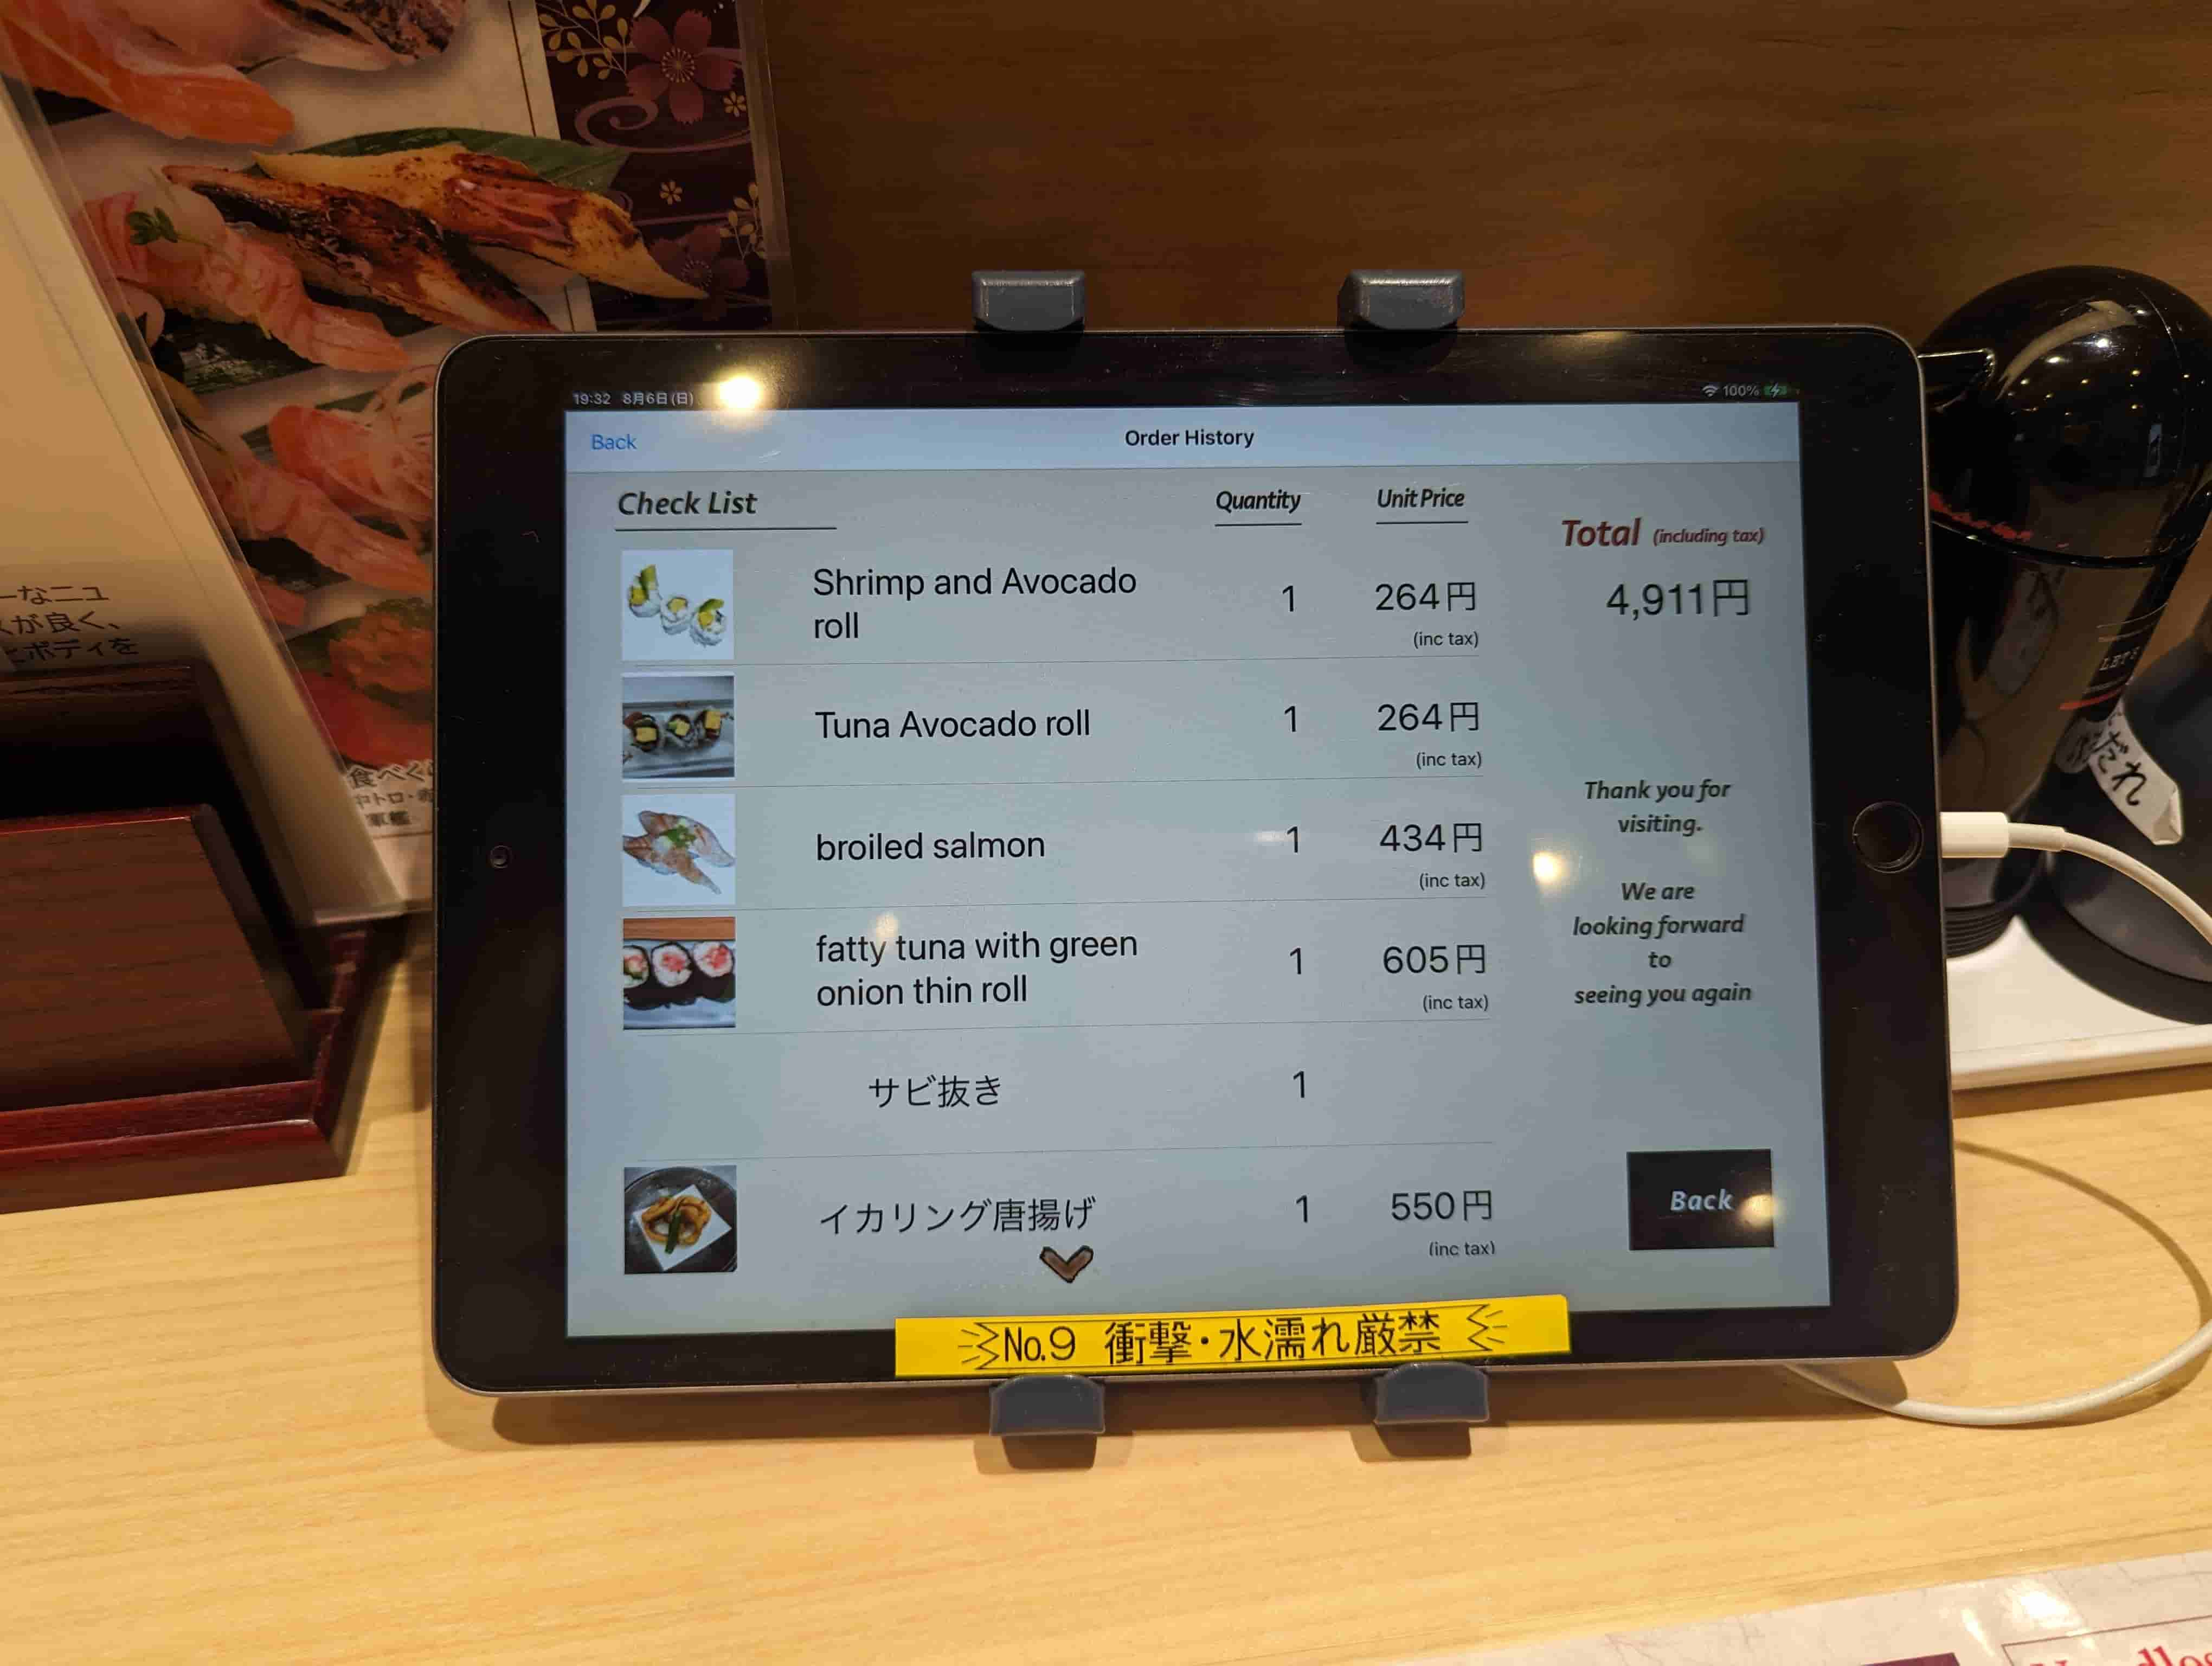 19:32 8月6日(日)
100%
Back
Order History
Check List
Quantity
Unit Price
Total (including tax)
4,911円
Shrimp and Avocado
roll
1
264円
(inc tax)
Tuna Avocado roll
1
264円
(inc tax)
broiled salmon
1
434円
(inc tax)
fatty tuna with green
onion thin roll
1
605円
(inc tax)
サビ抜き
1
イカリング唐揚げ
1
550円
(inc tax)
Thank you for
visiting.
We are
looking forward
to
seeing you again
Back
No.9 衝撃・水濡れ厳禁
ーなニュ
が良く、
ボディを
食べく
中トロ・
軍艦
だれ